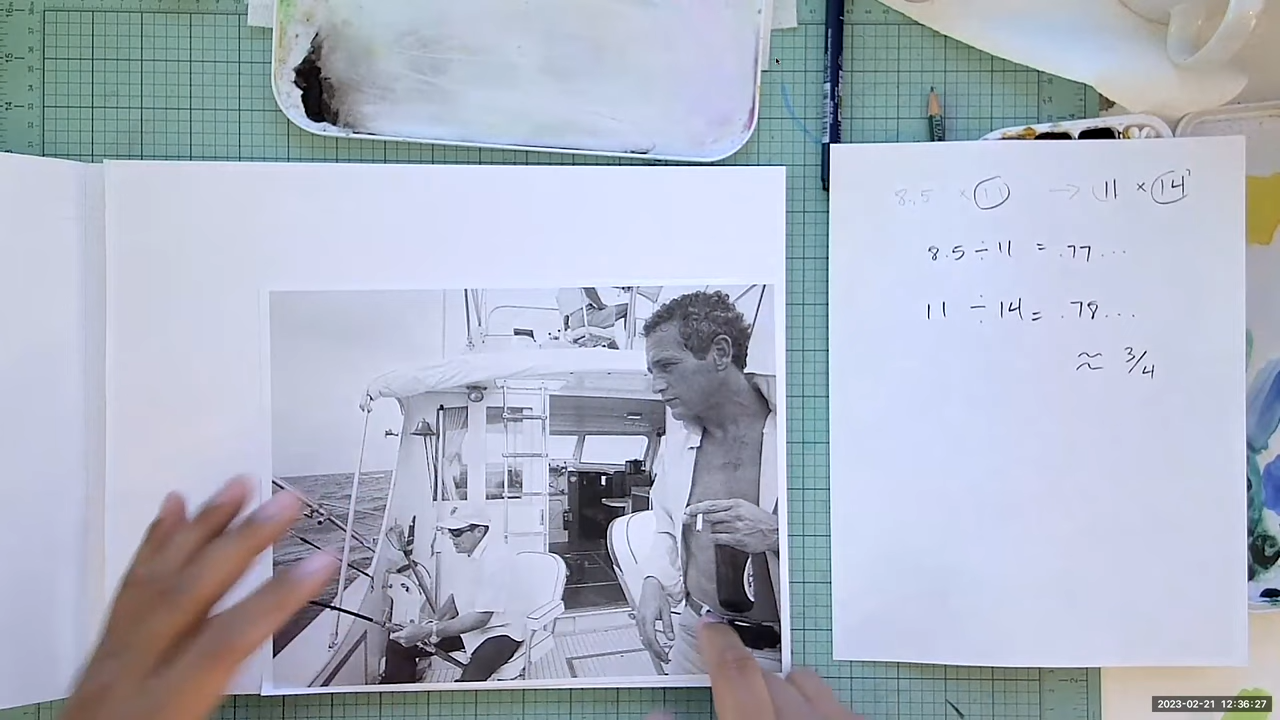 8.5 × 11 → 11 × 14
8.5 ÷ 11 = .77...
11 ÷ 14 = .78...
≈ 3/4
2023-02-21 12:36:27